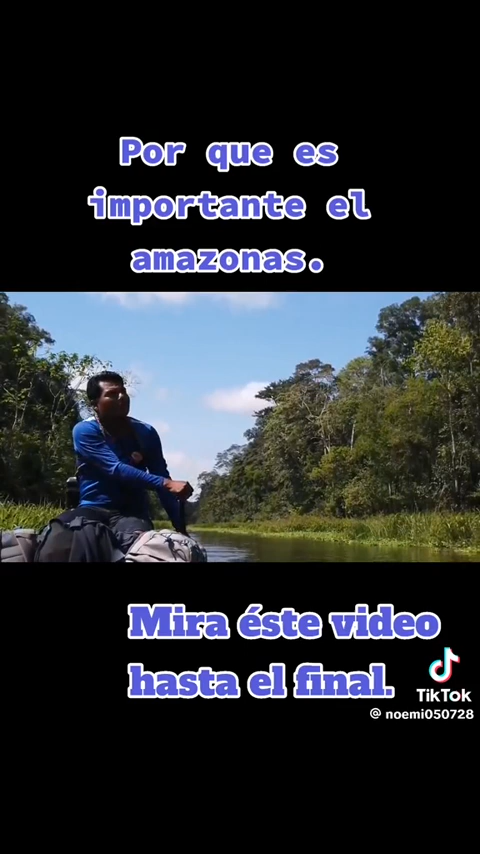 Por que es
importante el
amazonas.
Mira éste video
hasta el final.
TikTok
@ noemi050728